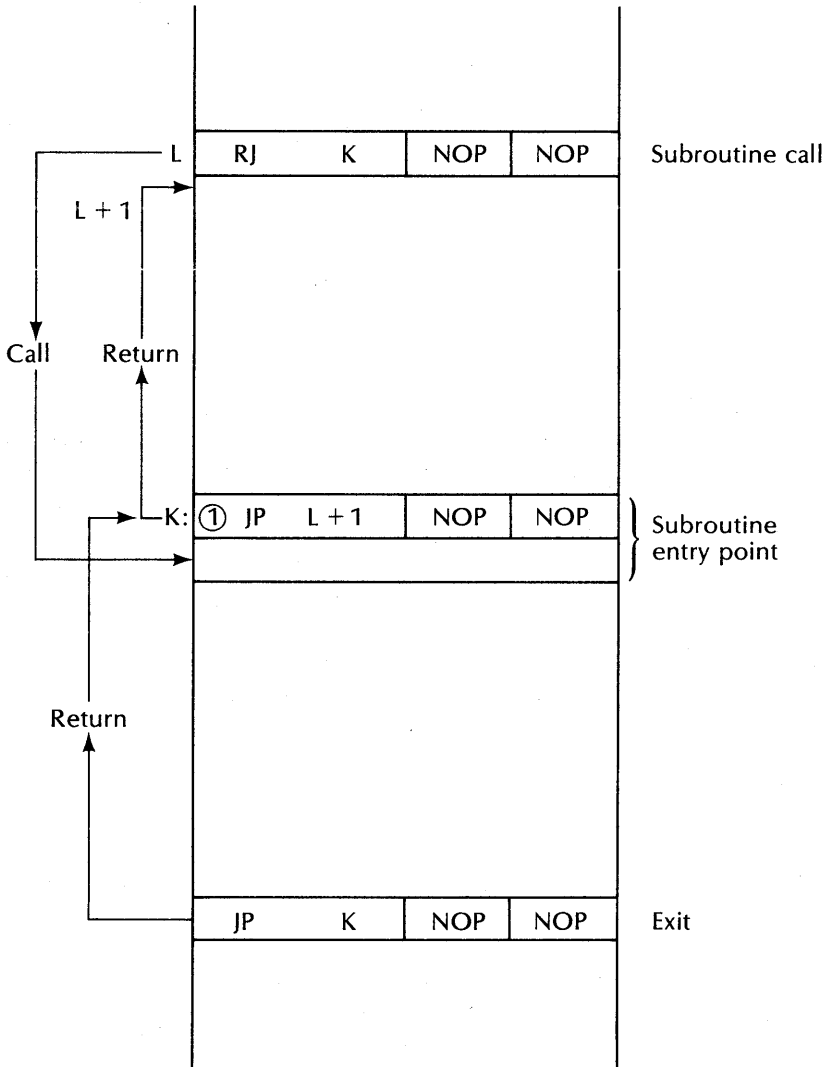 L RJ K NOP NOP Subroutine call
L + 1
Call Return
K: ① JP L + 1 NOP NOP Subroutine
entry point
Return
JP K NOP NOP Exit